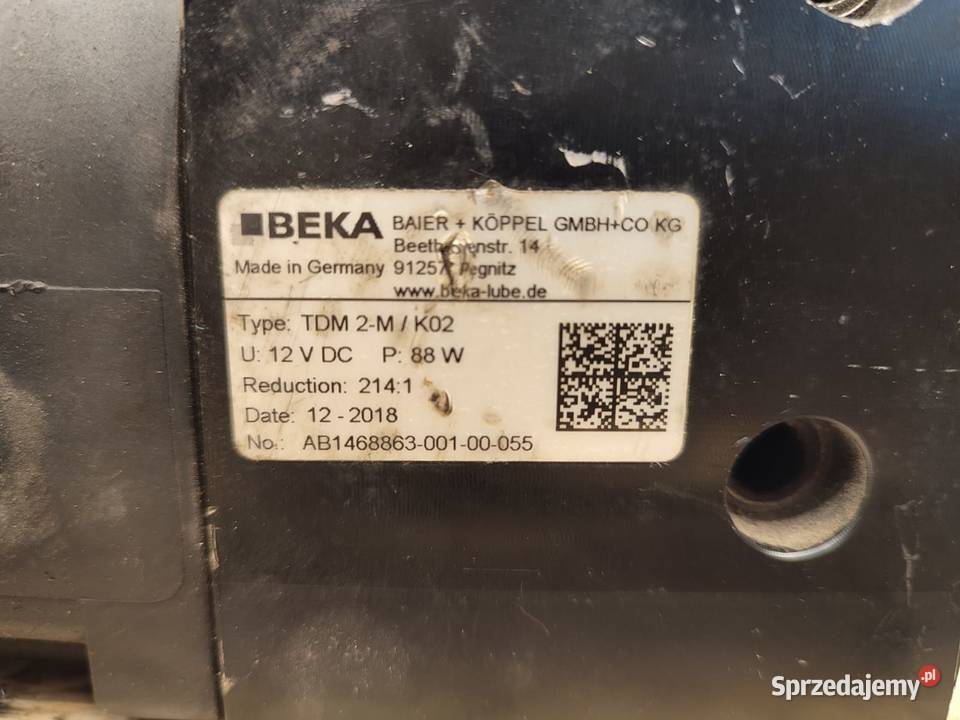 BEKA BAIER + KÖPPEL GMBH+CO KG
14
Made in Germany Pegnitz
www.beka-lube.de
Type: TDM 2-M / K02
U: 12 V DC P: 88 W
Reduction: 214:1
Date: 12 - 2018
No.: AB1468863-001-00-055
Sprzedajemy.pl